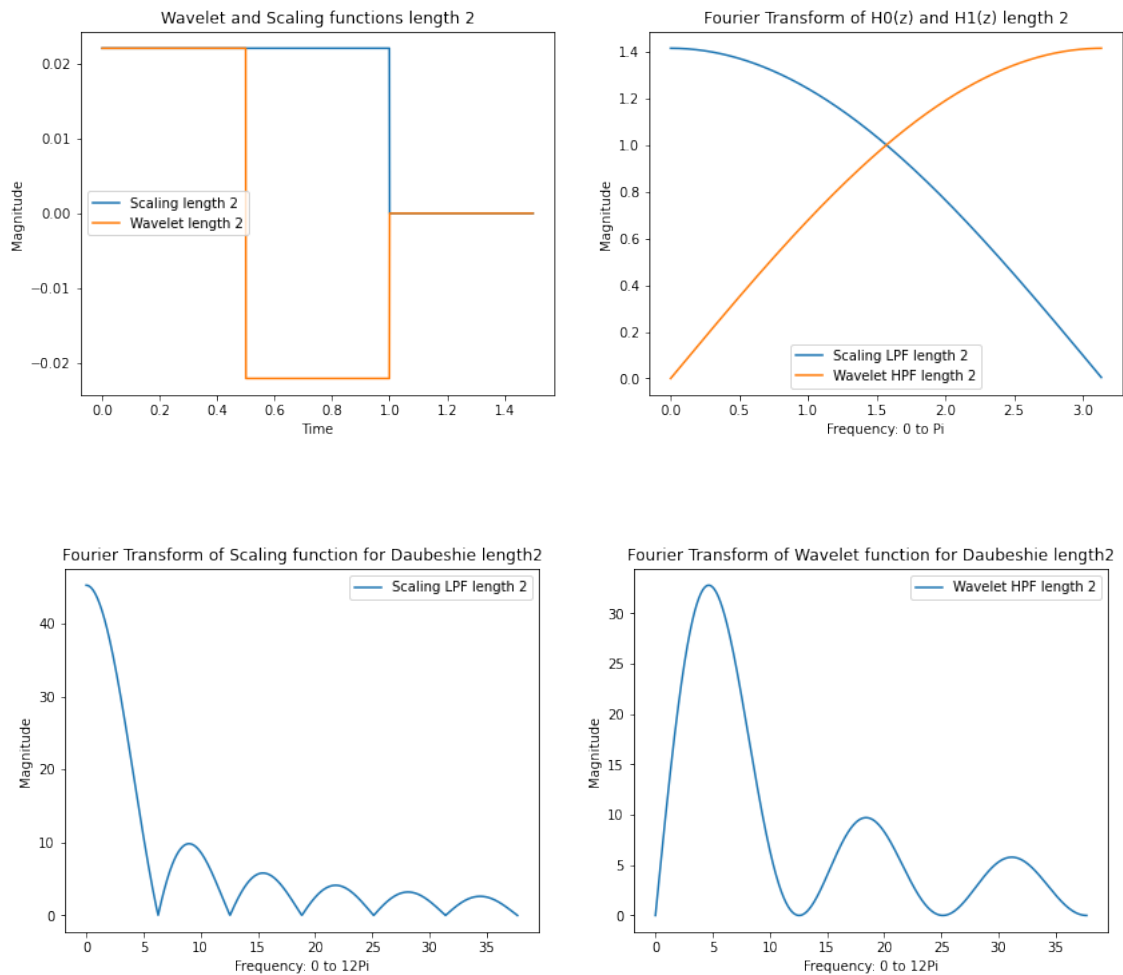 Wavelet and Scaling functions length 2
0.02
0.01
0.00
−0.01
−0.02
Magnitude
Scaling length 2
Wavelet length 2
0.0 0.2 0.4 0.6 0.8 1.0 1.2 1.4
Time
Fourier Transform of H0(z) and H1(z) length 2
1.4
1.2
1.0
0.8
0.6
0.4
0.2
0.0
Magnitude
Scaling LPF length 2
Wavelet HPF length 2
0.0 0.5 1.0 1.5 2.0 2.5 3.0
Frequency: 0 to Pi
Fourier Transform of Scaling function for Daubeshie length2
Scaling LPF length 2
40
30
20
10
0
Magnitude
0 5 10 15 20 25 30 35
Frequency: 0 to 12Pi
Fourier Transform of Wavelet function for Daubeshie length2
Wavelet HPF length 2
30
25
20
15
10
5
0
Magnitude
0 5 10 15 20 25 30 35
Frequency: 0 to 12Pi